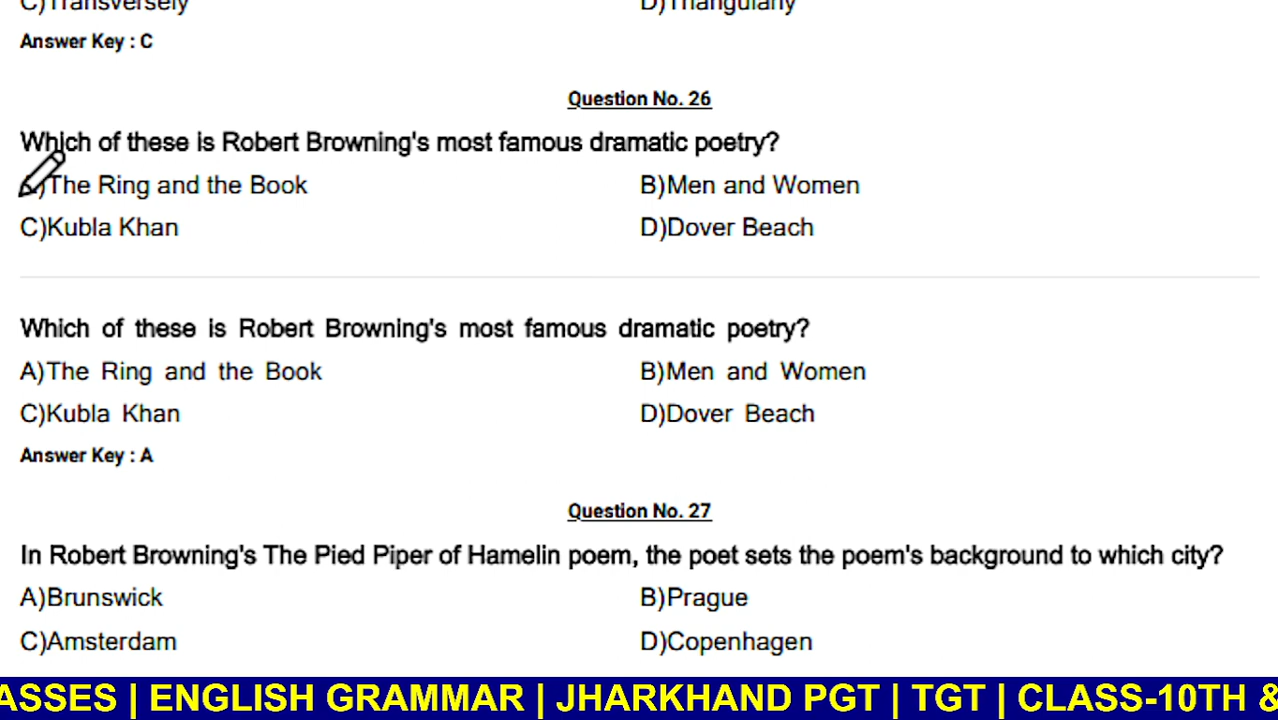 C)Transversely D)Triangularly
Answer Key : C
Question No. 26
Which of these is Robert Browning's most famous dramatic poetry?
)The Ring and the Book B)Men and Women
C)Kubla Khan D)Dover Beach
Which of these is Robert Browning's most famous dramatic poetry?
A)The Ring and the Book B)Men and Women
C)Kubla Khan D)Dover Beach
Answer Key : A
Question No. 27
In Robert Browning's The Pied Piper of Hamelin poem, the poet sets the poem's background to which city?
A)Brunswick B)Prague
C)Amsterdam D)Copenhagen
ASSES | ENGLISH GRAMMAR | JHARKHAND PGT | TGT | CLASS-10TH &